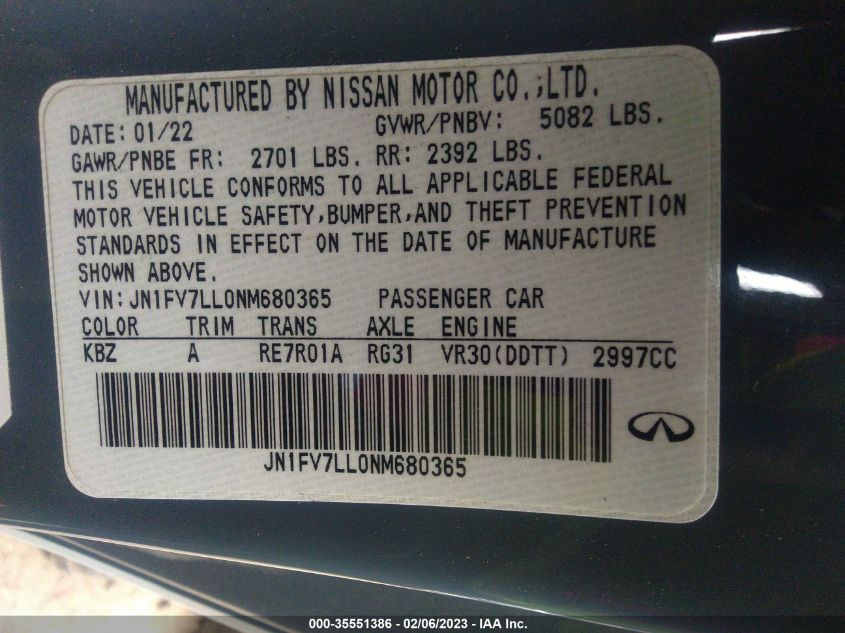 MANUFACTURED BY NISSAN MOTOR CO.,LTD.
DATE: 01/22 GVWR/PNBV: 5082 LBS.
GAWR/PNBE FR: 2701 LBS. RR: 2392 LBS.
THIS VEHICLE CONFORMS TO ALL APPLICABLE FEDERAL
MOTOR VEHICLE SAFETY,BUMPER,AND THEFT PREVENTION
STANDARDS IN EFFECT ON THE DATE OF MANUFACTURE
SHOWN ABOVE.
VIN:JN1FV7LL0NM680365 PASSENGER CAR
COLOR TRIM TRANS AXLE ENGINE
KBZ A RE7R01A RG31 VR30(DDTT) 2997CC
JN1FV7LL0NM680365
000-35551386 - 02/06/2023 - IAA Inc.